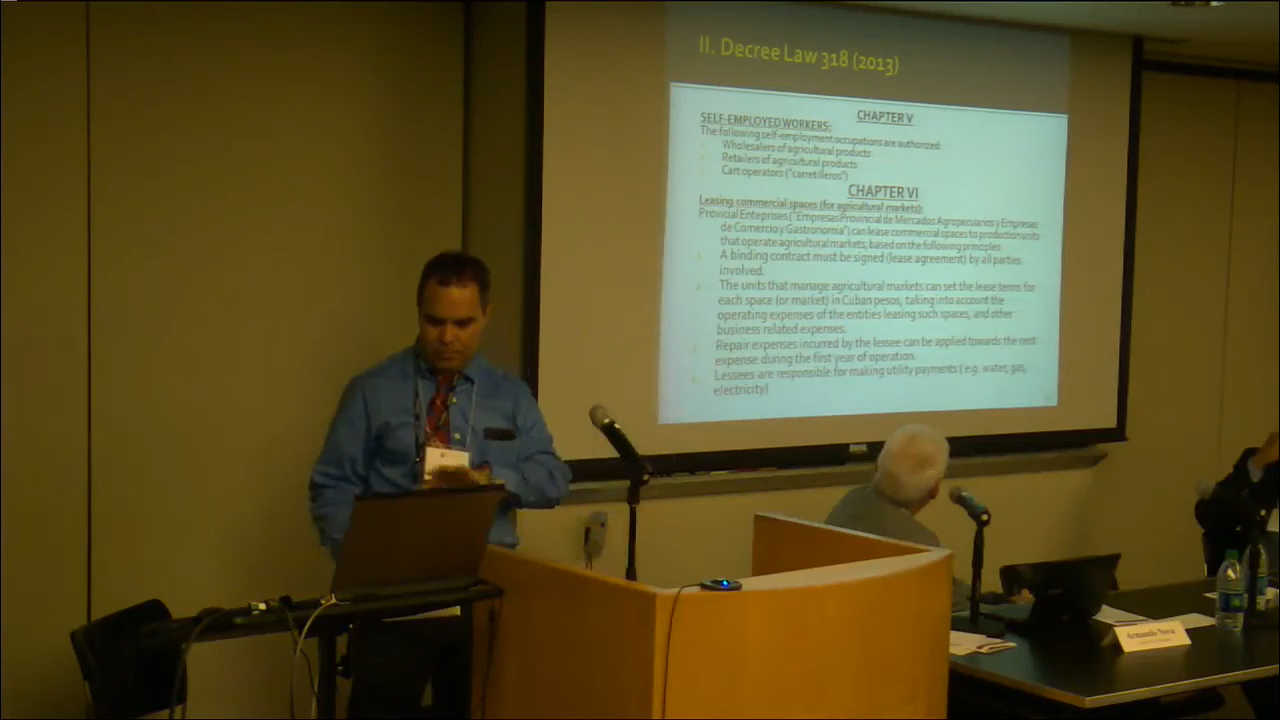 II. Decree Law 318 (2013)
CHAPTER V
SELF-EMPLOYED WORKERS:
The following self-employment occupations are authorized:
Wholesalers of agricultural products
Retailers of agricultural products
Cart operators ("carretilleros")
CHAPTER VI
Leasing commercial spaces (for agricultural markets):
Provicial Enteprises ("Empresas Provincial de Mercados Agropecuarios y Empresas
de Comercio y Gastronomia") can lease commercial spaces to production units
that operate agricultural markets, based on the following principles:
A binding contract must be signed (lease agreement) by all parties
involved.
The units that manage agricultural markets can set the lease terms for
each space (or market) in Cuban pesos, taking into account the
operating expenses of the entities leasing such spaces, and other
business related expenses.
Repair expenses incurred by the lessee can be applied towards the rent
expense during the first year of operation.
Lessees are responsible for making utility payments ( e.g. water, gas,
electricity)
Armando Nova